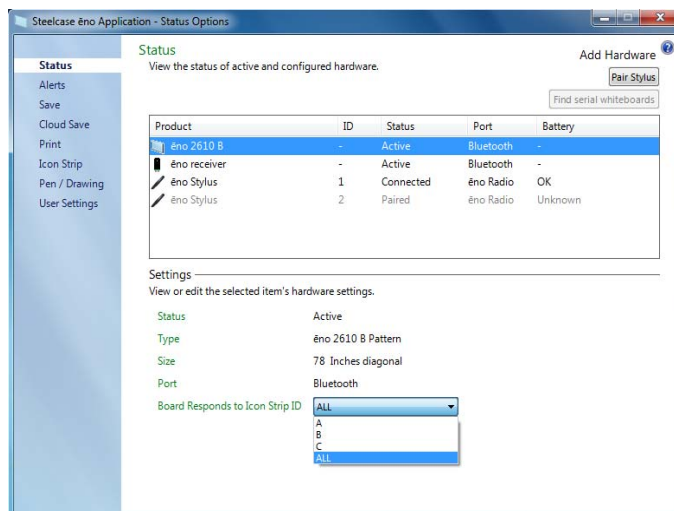 Steelcase ēno Application - Status Options
Status
Alerts
Save
Cloud Save
Print
Icon Strip
Pen / Drawing
User Settings
Status
View the status of active and configured hardware.
Add Hardware ?
Pair Stylus
Find serial whiteboards
Product ID Status Port Battery
ēno 2610 B - Active Bluetooth -
ēno receiver - Active Bluetooth -
ēno Stylus 1 Connected ēno Radio OK
ēno Stylus 2 Paired ēno Radio Unknown
Settings
View or edit the selected item's hardware settings.
Status Active
Type ēno 2610 B Pattern
Size 78 Inches diagonal
Port Bluetooth
Board Responds to Icon Strip ID ALL
A
B
C
ALL